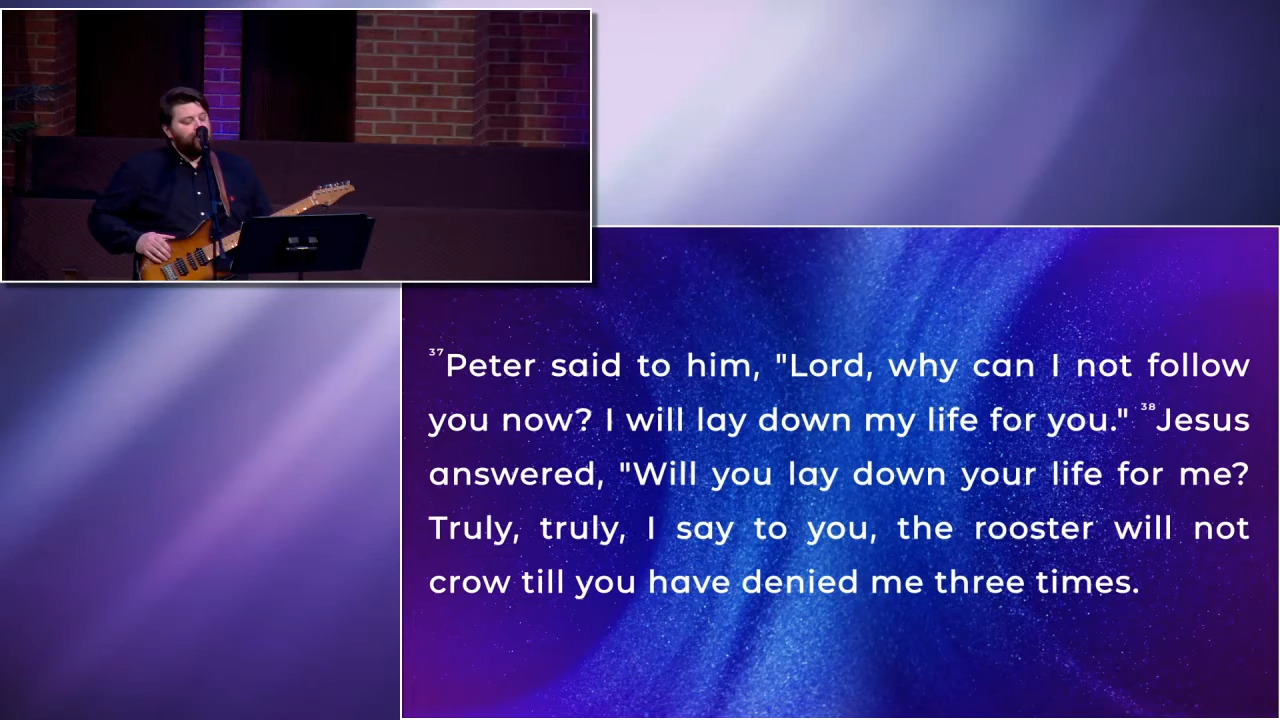 ³⁷Peter said to him, "Lord, why can I not follow
you now? I will lay down my life for you." ³⁸Jesus
answered, "Will you lay down your life for me?
Truly, truly, I say to you, the rooster will not
crow till you have denied me three times.